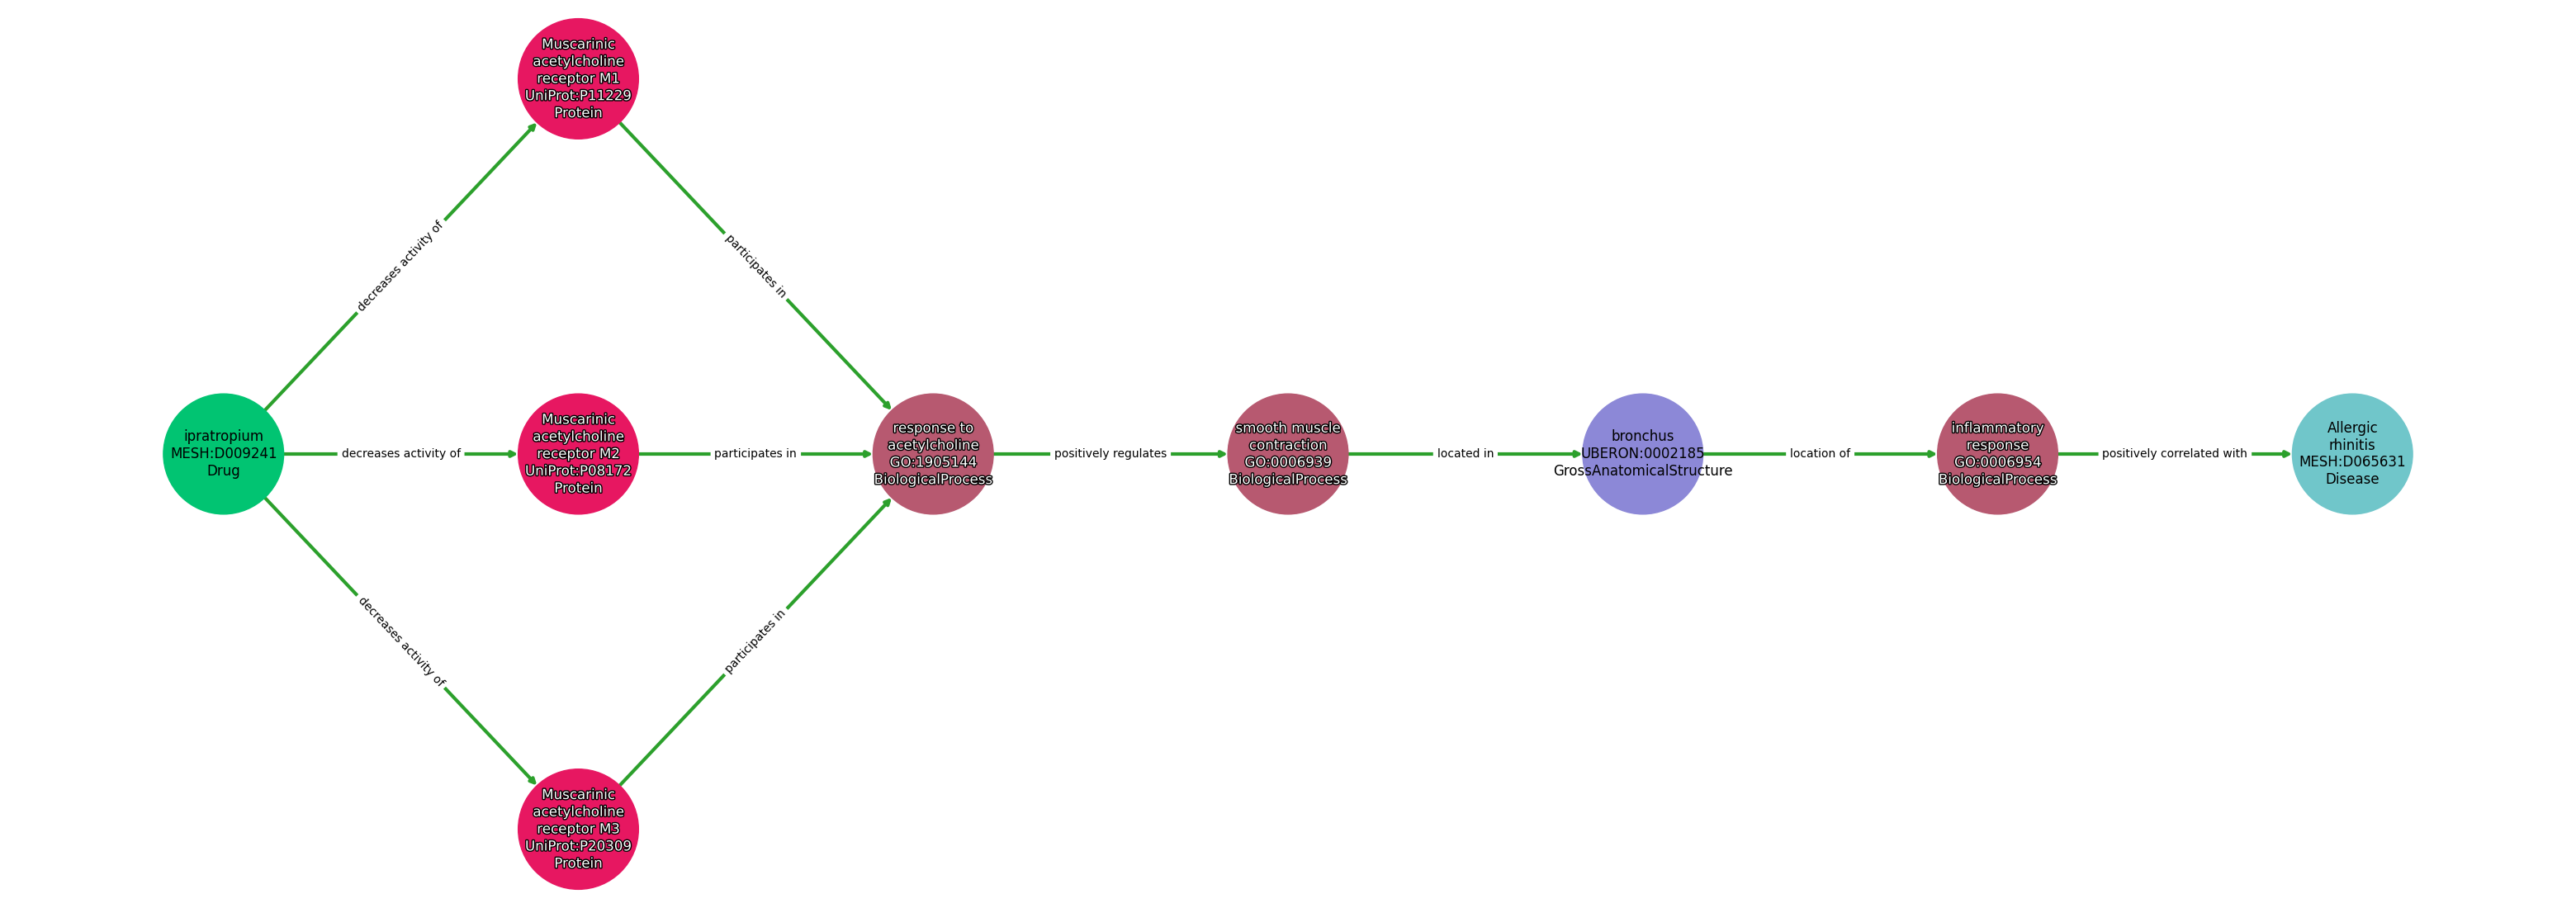 Muscarinic
acetylcholine
receptor M1
UniProt:P11229
Protein
decreases activity of
participates in
ipratropium
MESH:D009241
Drug
decreases activity of
Muscarinic
acetylcholine
receptor M2
UniProt:P08172
Protein
participates in
response to
acetylcholine
GO:1905144
BiologicalProcess
positively regulates
smooth muscle
contraction
GO:0006939
BiologicalProcess
located in
bronchus
UBERON:0002185
GrossAnatomicalStructure
location of
inflammatory
response
GO:0006954
BiologicalProcess
positively correlated with
Allergic
rhinitis
MESH:D065631
Disease
decreases activity of
participates in
Muscarinic
acetylcholine
receptor M3
UniProt:P20309
Protein